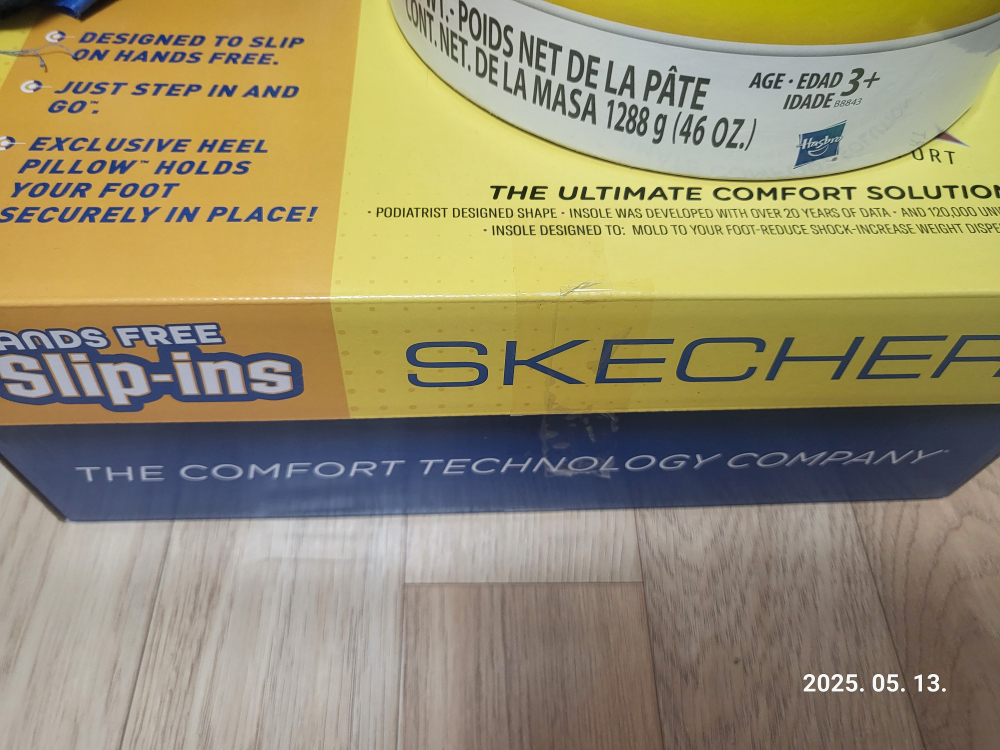 DESIGNED TO SLIP
ON HANDS FREE.
JUST STEP IN AND
GO™.
EXCLUSIVE HEEL
PILLOW™ HOLDS
YOUR FOOT
SECURELY IN PLACE!
POIDS NET DE LA PÂTE
CONT. NET. DE LA MASA 1288 g (46 OZ.)
AGE · EDAD 3+
IDADE B8843
Hasbro
THE ULTIMATE COMFORT SOLUTION
· PODIATRIST DESIGNED SHAPE · INSOLE WAS DEVELOPED WITH OVER 20 YEARS OF DATA · AND 120,000
· INSOLE DESIGNED TO: MOLD TO YOUR FOOT-REDUCE SHOCK-INCREASE WEIGHT
ANDS FREE
Slip-ins
SKECHER
THE COMFORT TECHNOLOGY COMPANY
2025. 05. 13.